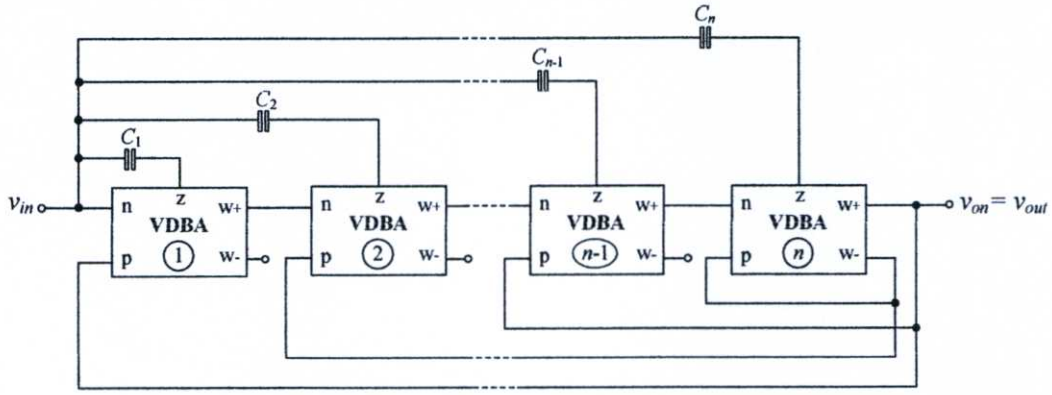 Cn
Cn-1
C2
C1
vin
n z w+
VDBA
1
p w-
n z w+
VDBA
2
p w-
n z w+
VDBA
n-1
p w-
n z w+
VDBA
n
p w-
von= vout